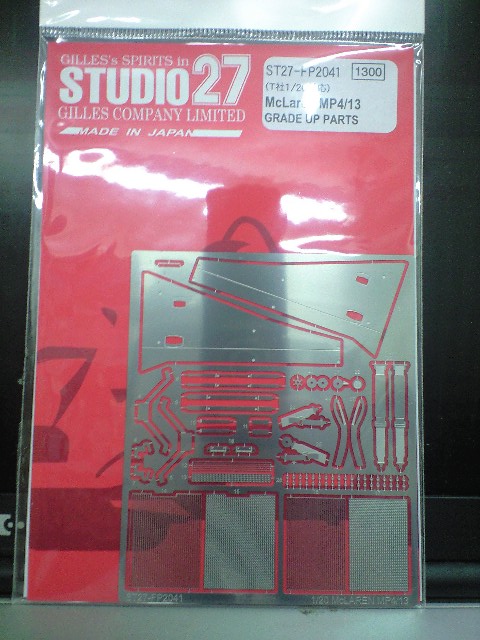 GILLES's SPIRITS in
STUDIO27
GILLES COMPANY LIMITED
MADE IN JAPAN
ST27-FP2041 1300
McLaren MP4/13
GRADE UP PARTS
ST27-FP2041
1/20 McLAREN MP4/13